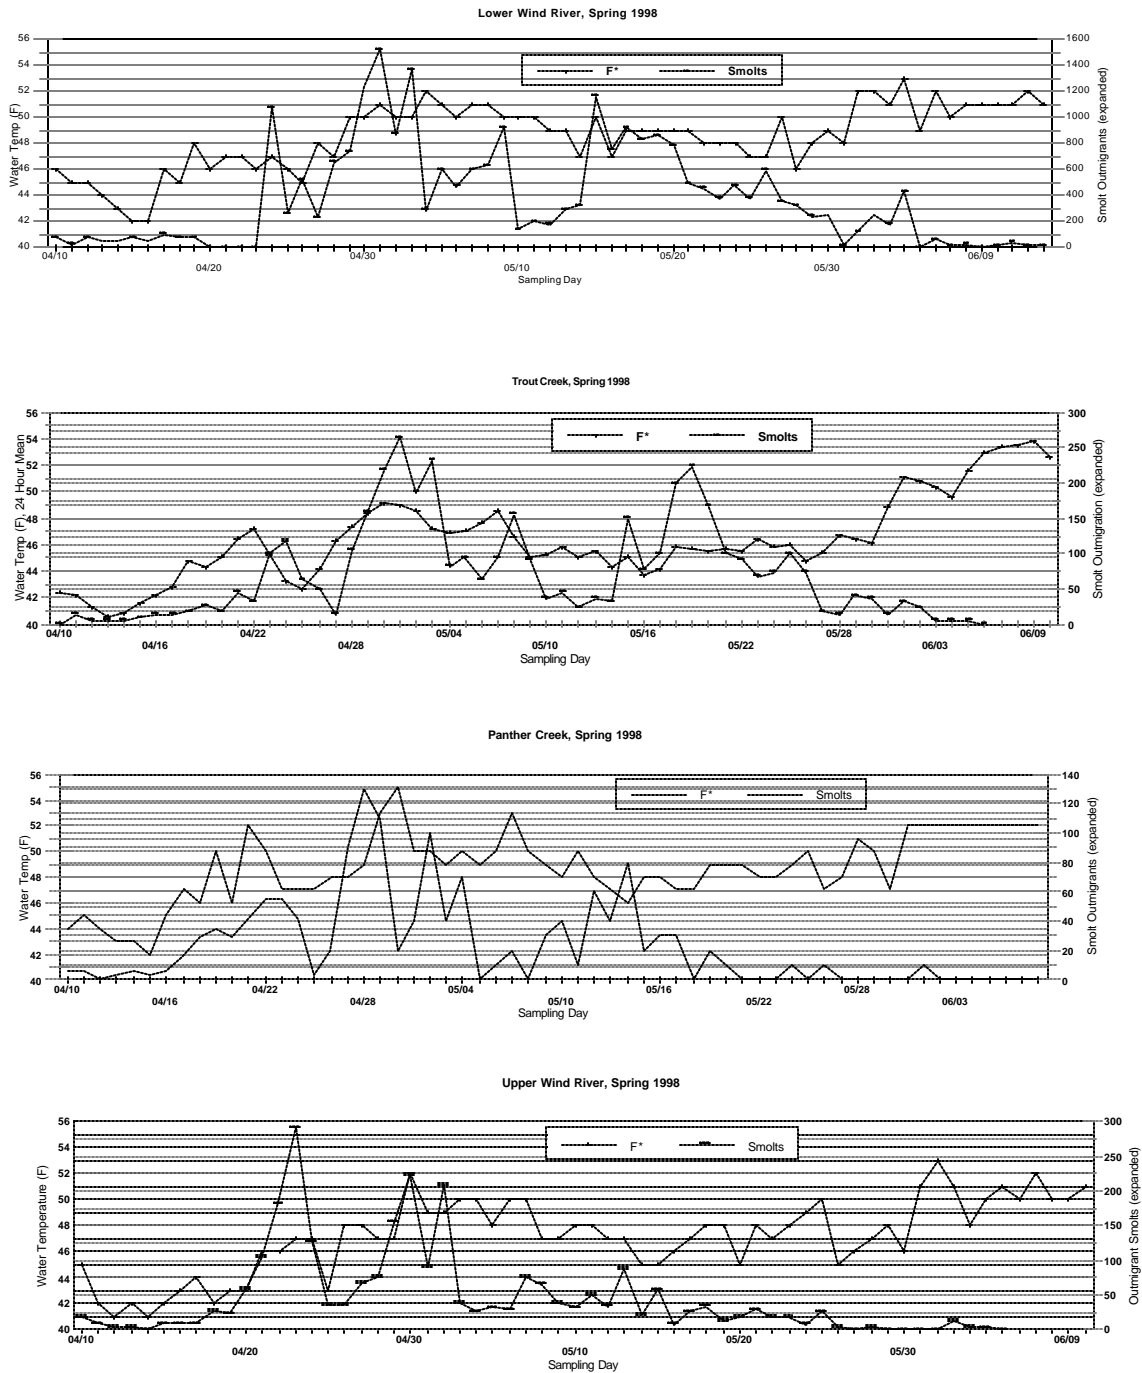 Lower Wind River, Spring 1998
56 1600
54 1400
F* Smolts
52 1200
50 1000
48 800
46 600
44 400
42 200
40 0
Water Temp (F)
Smolt Outmigrants (expanded)
04/10 04/30 05/20 06/09
04/20 05/10 05/30
Sampling Day
Trout Creek, Spring 1998
56 300
F* Smolts
54 250
52
50 200
48 150
46
44 100
42 50
40 0
Water Temp (F), 24 Hour Mean
Smolt Outmigration (expanded)
04/10 04/22 05/04 05/16 05/28 06/09
04/16 04/28 05/10 05/22 06/03
Sampling Day
Panther Creek, Spring 1998
56 140
F* Smolts
54 120
52 100
50
48 80
46 60
44 40
42 20
40 0
Water Temp (F)
Smolt Outmigrants (expanded)
04/10 04/22 05/04 05/16 05/28
04/16 04/28 05/10 05/22 06/03
Sampling Day
Upper Wind River, Spring 1998
56 300
F* Smolts
54 250
52
50 200
48 150
46
44 100
42 50
40 0
Water Temperature (F)
Outmigrant Smolts (expanded)
04/10 04/30 05/20 06/09
04/20 05/10 05/30
Sampling Day